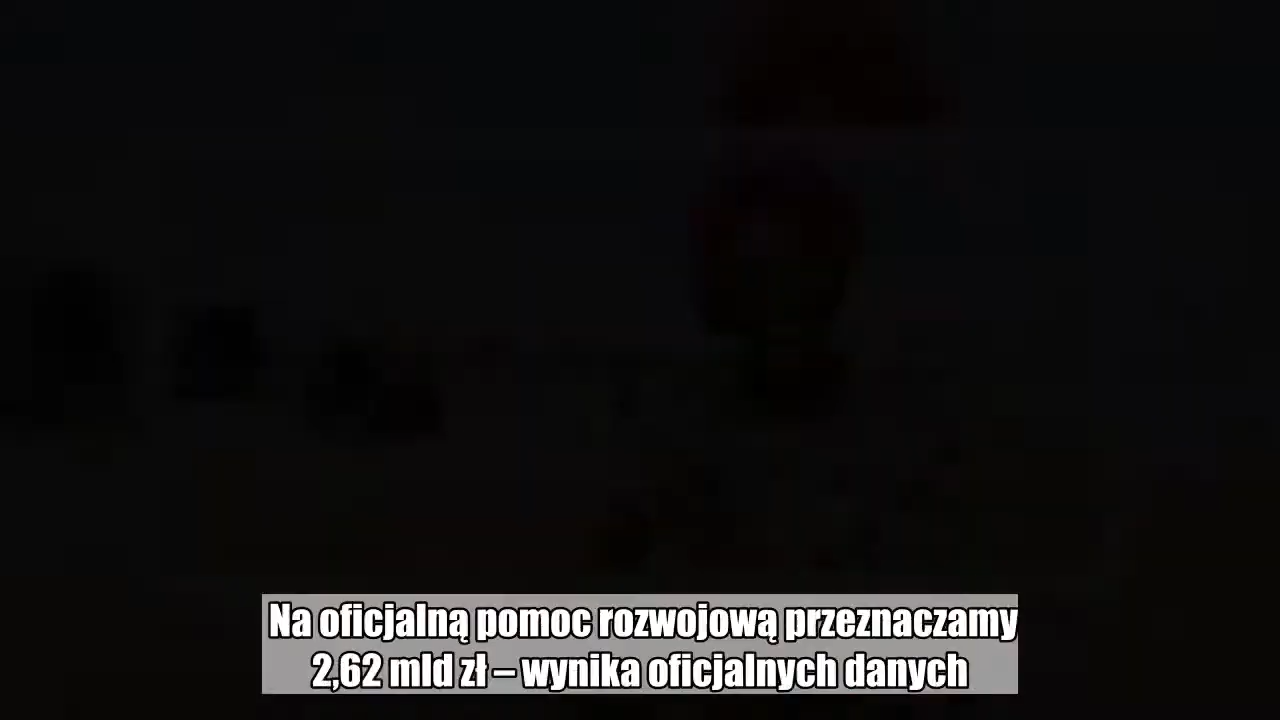 Na oficjalną pomoc rozwojową przeznaczamy
2,62 mld zł – wynika oficjalnych danych